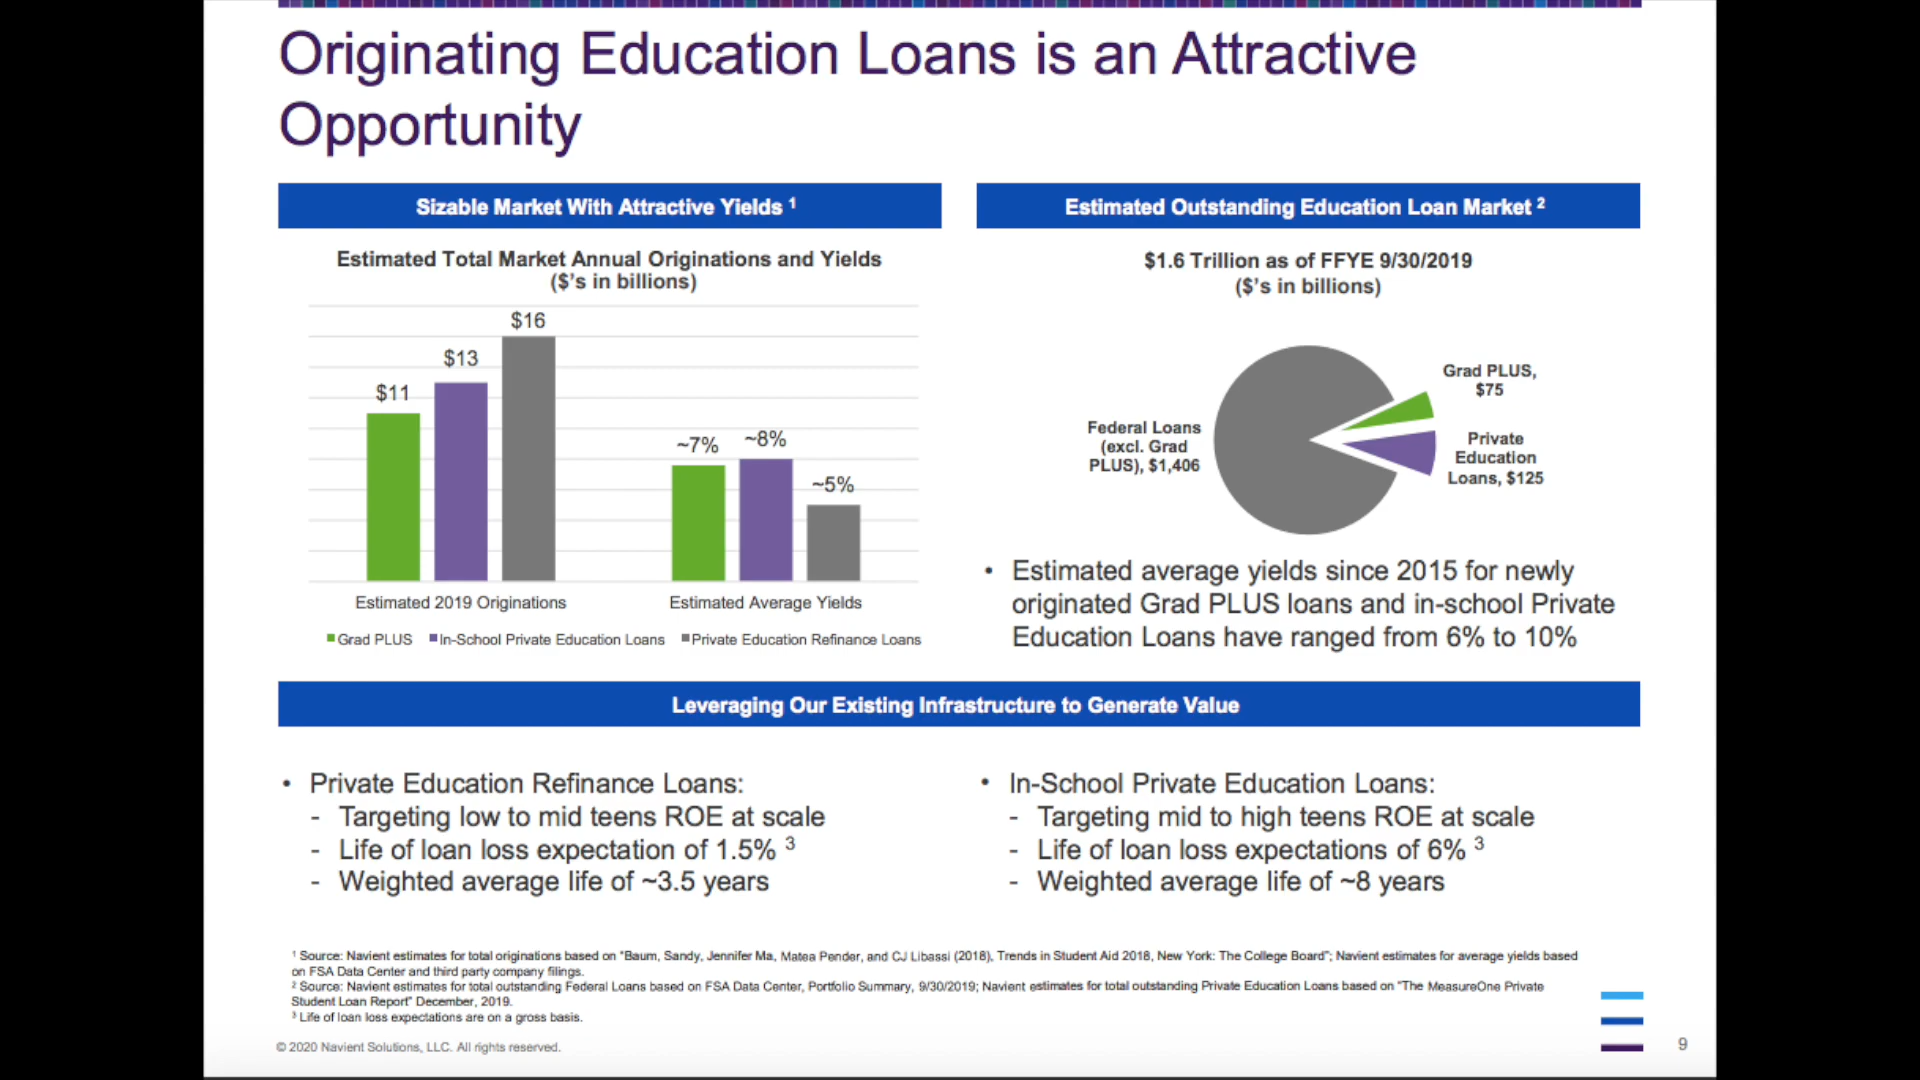 Originating Education Loans is an Attractive
Opportunity
Sizable Market With Attractive Yields ¹
Estimated Total Market Annual Originations and Yields
($'s in billions)
$11
$13
$16
~7%
~8%
~5%
Estimated 2019 Originations
Estimated Average Yields
Grad PLUS
In-School Private Education Loans
Private Education Refinance Loans
Estimated Outstanding Education Loan Market ²
$1.6 Trillion as of FFYE 9/30/2019
($'s in billions)
Grad PLUS,
$75
Federal Loans
(excl. Grad
PLUS), $1,406
Private
Education
Loans, $125
• Estimated average yields since 2015 for newly
originated Grad PLUS loans and in-school Private
Education Loans have ranged from 6% to 10%
Leveraging Our Existing Infrastructure to Generate Value
• Private Education Refinance Loans:
- Targeting low to mid teens ROE at scale
- Life of loan loss expectation of 1.5% ³
- Weighted average life of ~3.5 years
• In-School Private Education Loans:
- Targeting mid to high teens ROE at scale
- Life of loan loss expectations of 6% ³
- Weighted average life of ~8 years
¹ Source: Navient estimates for total originations based on "Baum, Sandy, Jennifer Ma, Matea Pender, and CJ Libassi (2018), Trends in Student Aid 2018, New York: The College Board"; Navient estimates for average yields based
on FSA Data Center and third party company filings.
² Source: Navient estimates for total outstanding Federal Loans based on FSA Data Center, Portfolio Summary, 9/30/2019; Navient estimates for total outstanding Private Education Loans based on "The MeasureOne Private
Student Loan Report" December, 2019.
³ Life of loan loss expectations are on a gross basis.
© 2020 Navient Solutions, LLC. All rights reserved.
9